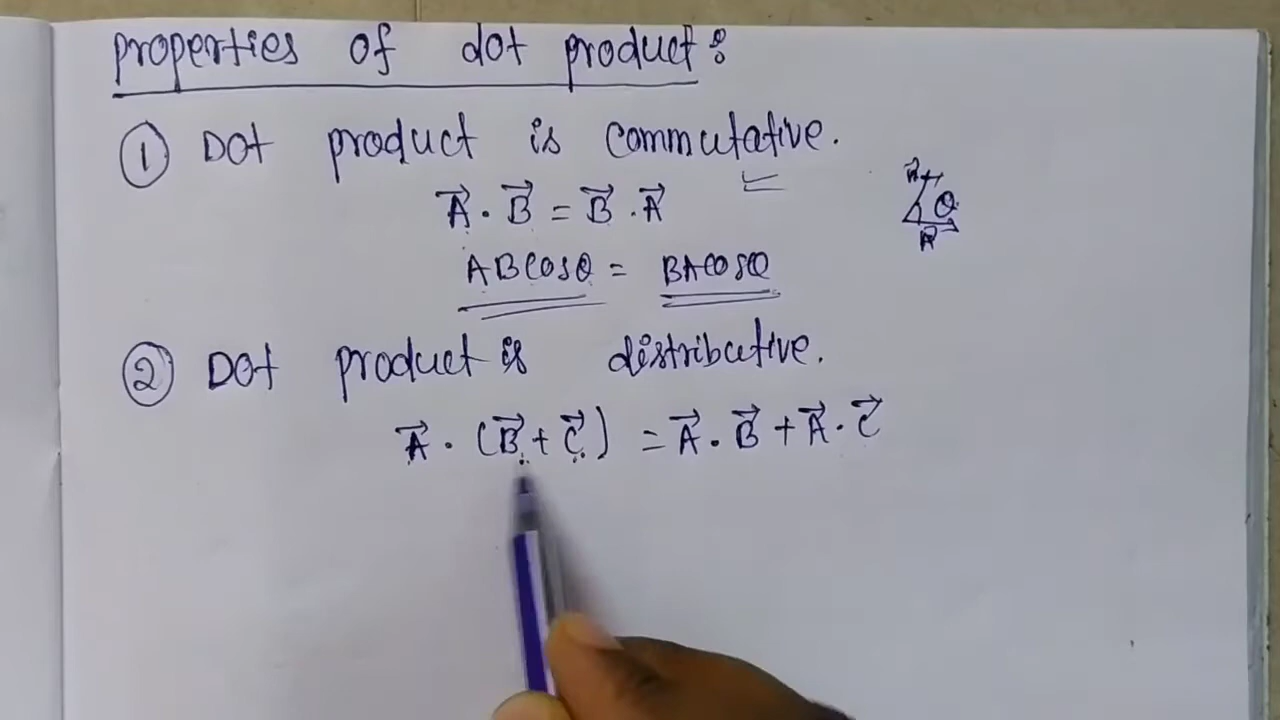 properties of dot product:
① Dot product is commutative.
A⃗ · B⃗ = B⃗ · A⃗
ABcosθ = BAcosθ
θ
A⃗
② Dot product is distributive.
A⃗ · (B⃗ + C⃗) = A⃗ · B⃗ + A⃗ · C⃗